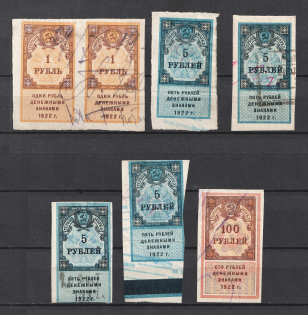 1
РУБЛЬ
ОДИН РУБЛЬ
ДЕНЕЖНЫМИ
ЗНАКАМИ
1922 г.
1
РУБЛЬ
ОДИН РУБЛЬ
ДЕНЕЖНЫМИ
ЗНАКАМИ
1922 г.
5
РУБЛЕЙ
ПЯТЬ РУБЛЕЙ
ДЕНЕЖНЫМИ
ЗНАКАМИ
1922 г.
5
РУБЛЕЙ
ПЯТЬ РУБЛЕЙ
ДЕНЕЖНЫМИ
ЗНАКАМИ
1922 г.
5
РУБЛЕЙ
ПЯТЬ РУБЛЕЙ
ДЕНЕЖНЫМИ
ЗНАКАМИ
1922 г.
5
РУБЛЕЙ
ПЯТЬ РУБЛЕЙ
ДЕНЕЖНЫМИ
ЗНАКАМИ
1922 г.
100
РУБЛЕЙ
СТО РУБЛЕЙ
ДЕНЕЖНЫМИ
ЗНАКАМИ
1922 г.